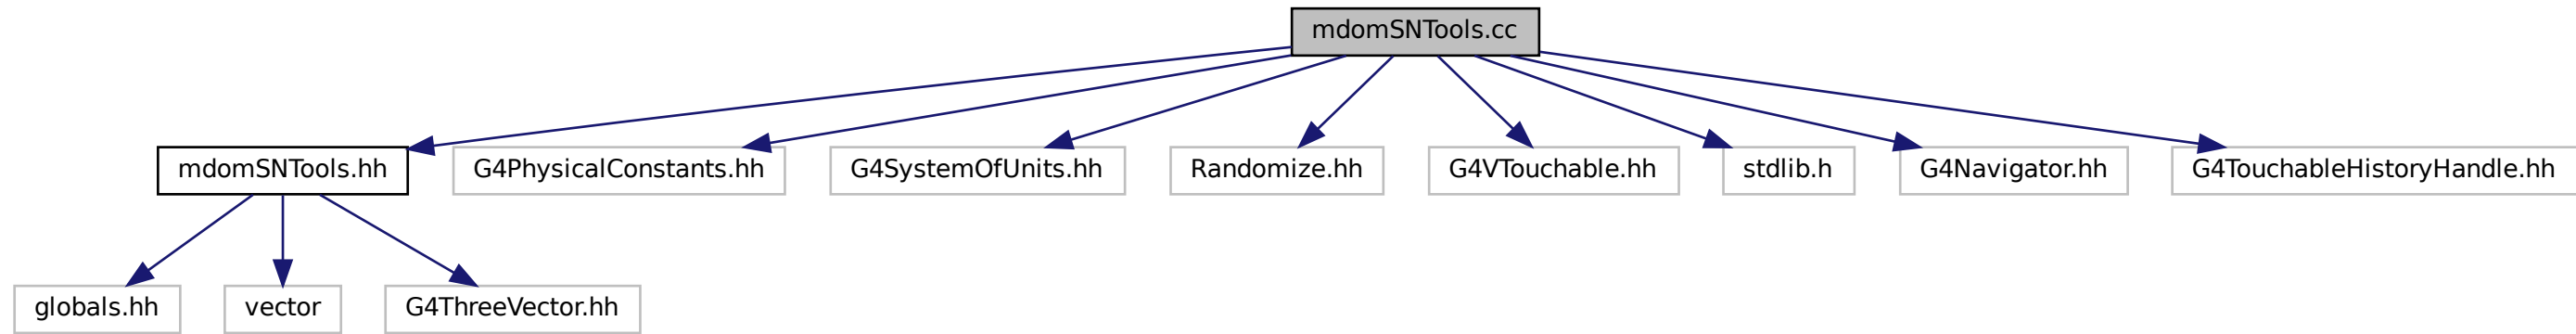 mdomSNTools.cc
mdomSNTools.hh
G4PhysicalConstants.hh
G4SystemOfUnits.hh
Randomize.hh
G4VTouchable.hh
stdlib.h
G4Navigator.hh
G4TouchableHistoryHandle.hh
globals.hh
vector
G4ThreeVector.hh